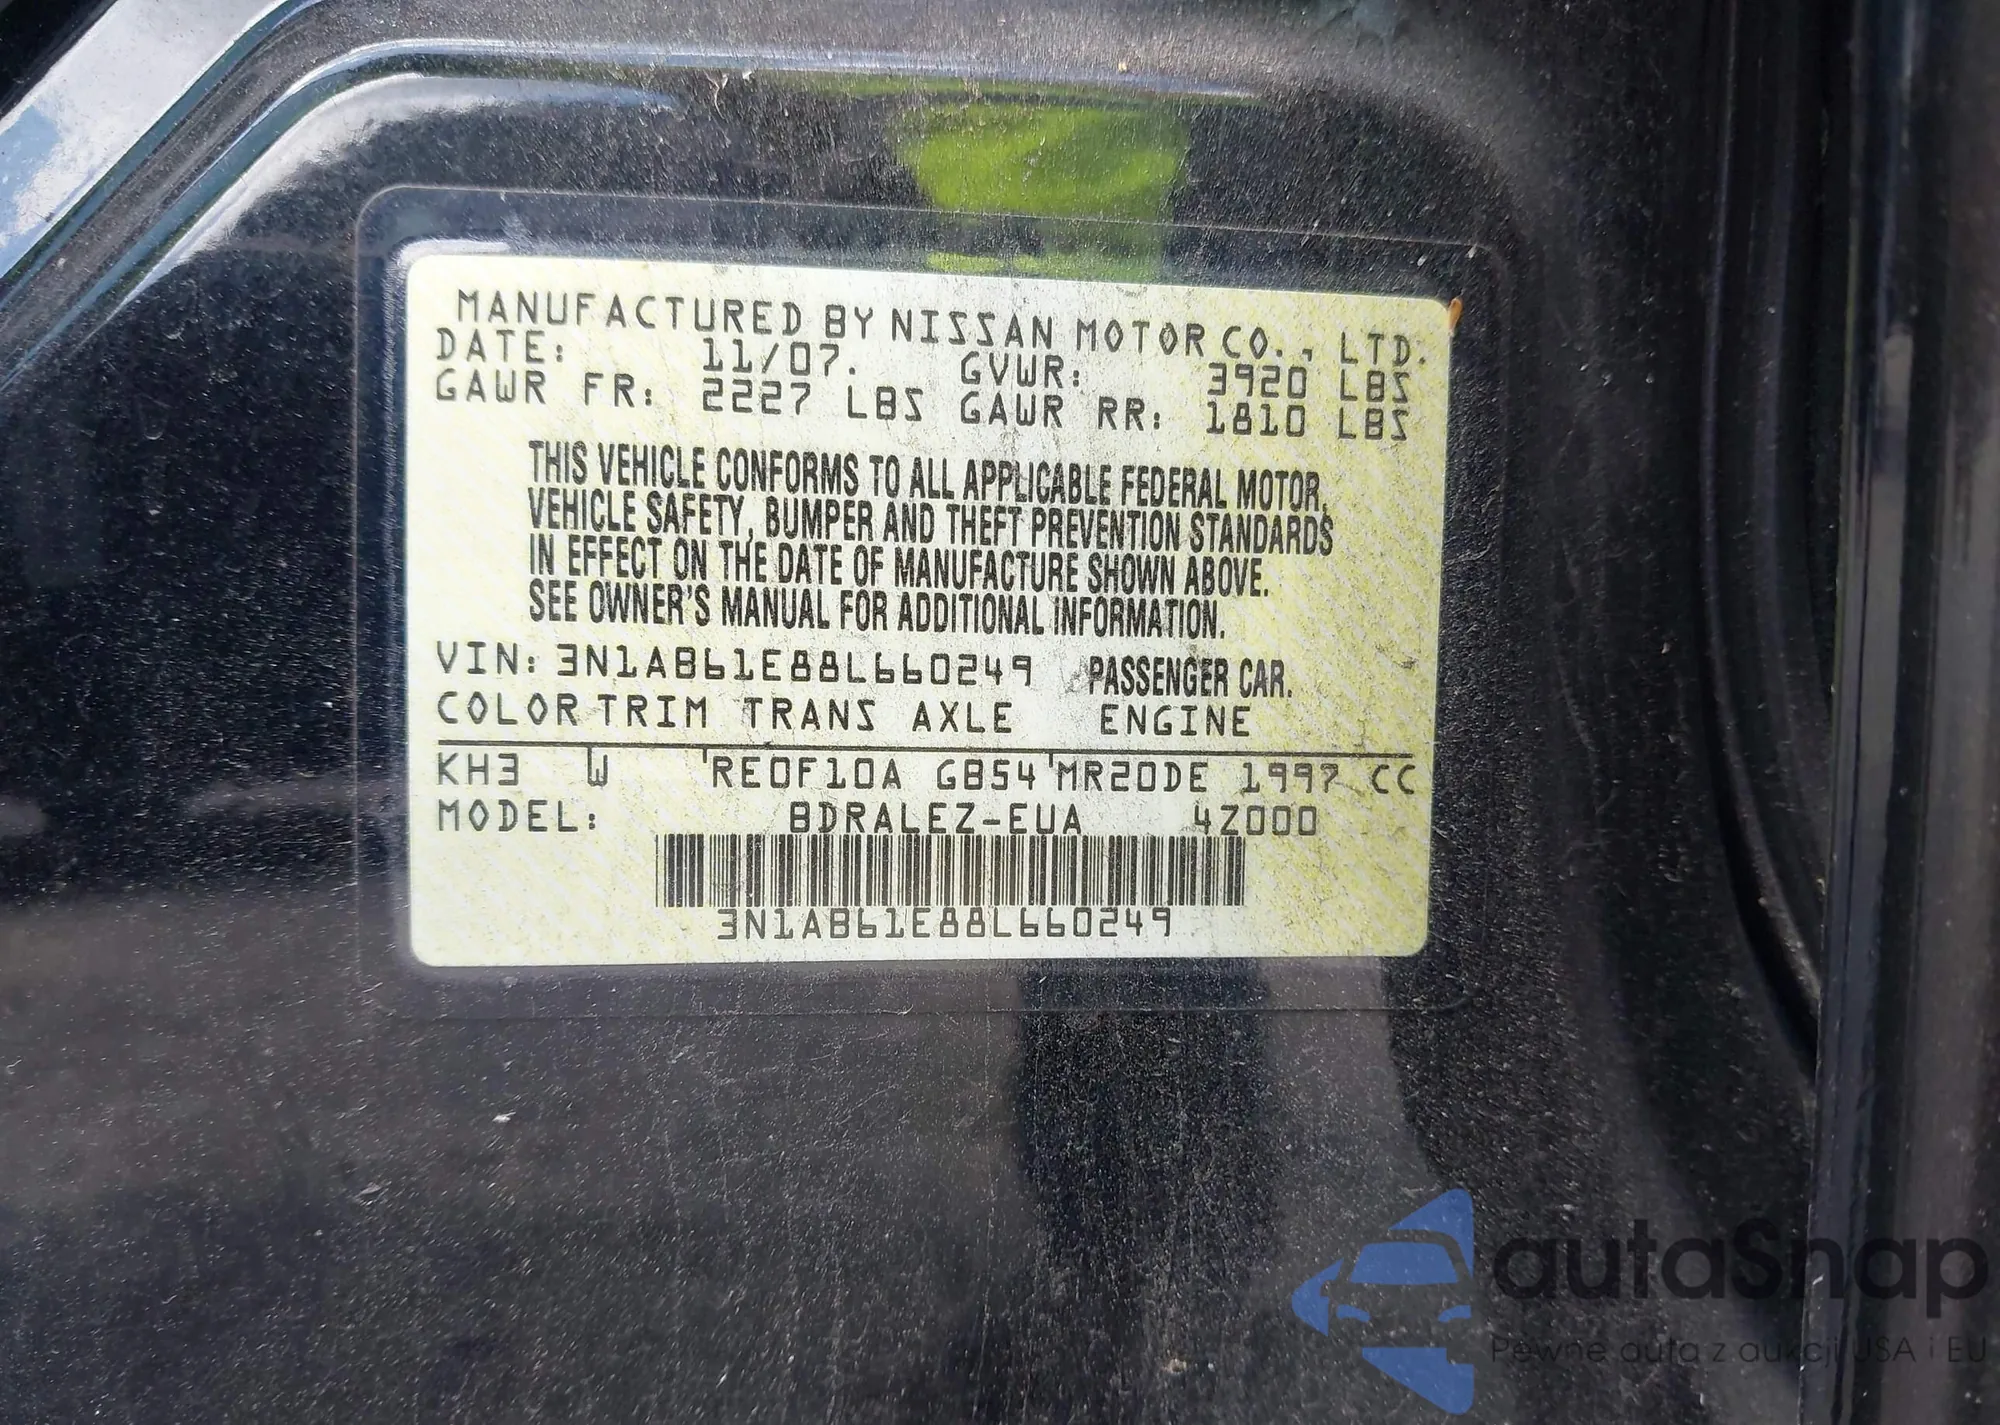 MANUFACTURED BY NISSAN MOTOR CO., LTD.
DATE: 11/07. GVWR: 3920 LBS
GAWR FR: 2227 LBS GAWR RR: 1810 LBS
THIS VEHICLE CONFORMS TO ALL APPLICABLE FEDERAL MOTOR
VEHICLE SAFETY, BUMPER AND THEFT PREVENTION STANDARDS
IN EFFECT ON THE DATE OF MANUFACTURE SHOWN ABOVE.
SEE OWNER'S MANUAL FOR ADDITIONAL INFORMATION.
VIN: 3N1AB61E88L660249 PASSENGER CAR.
COLOR TRIM TRANS AXLE ENGINE
KH3 W RE0F10A GB54 MR20DE 1997 CC
MODEL: BDRALEZ-EUA 4Z000
3N1AB61E88L660249
autaSnap
Pewne auta z aukcji USA i EU